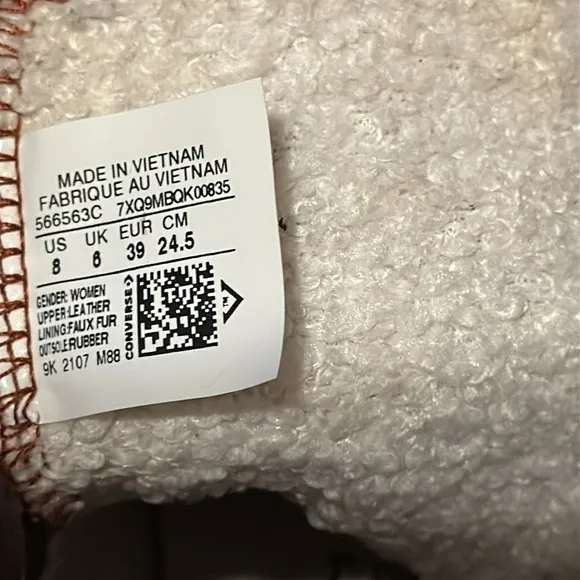 MADE IN VIETNAM
FABRIQUE AU VIETNAM
566563C 7XQ9MBQK00835
US UK EUR CM
8 6 39 24.5
GENDER: WOMEN
UPPER:LEATHER
LINING:FAUX FUR
OUTSOLE:RUBBER
9K 2107 M88
CONVERSE